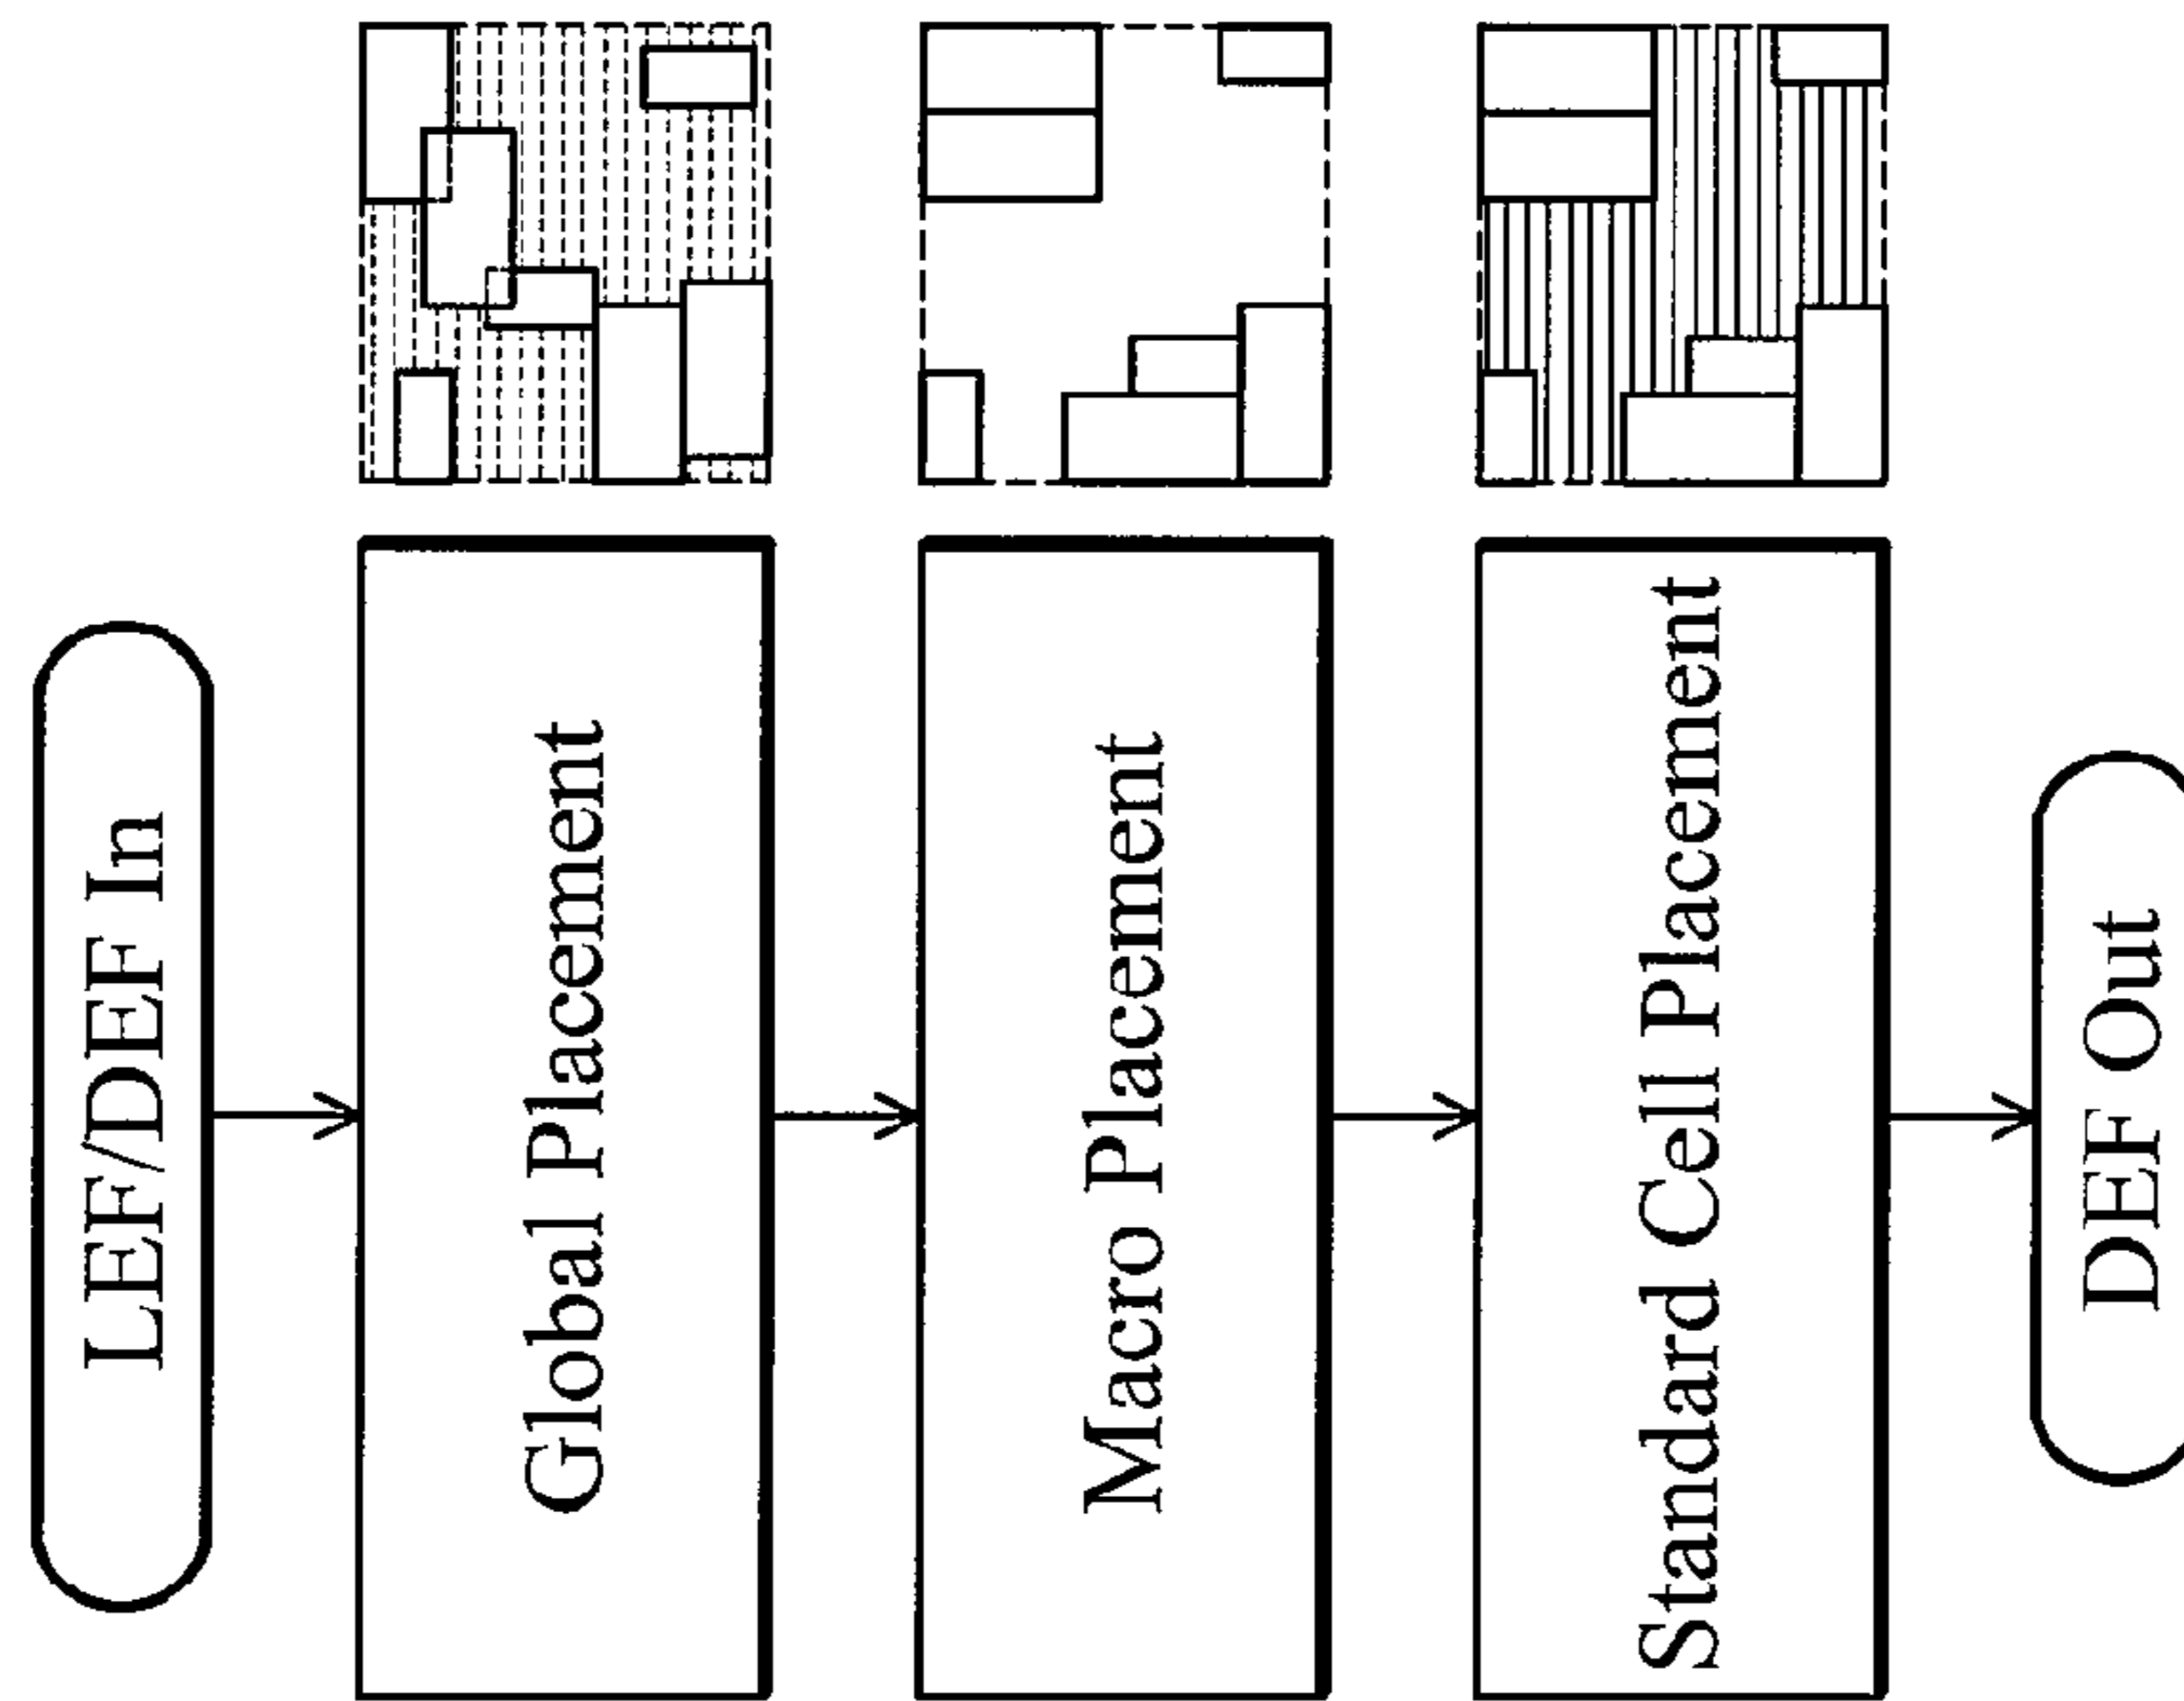 LEF/DEF In
Global Placement
Macro Placement
Standard Cell Placement
DEF Out